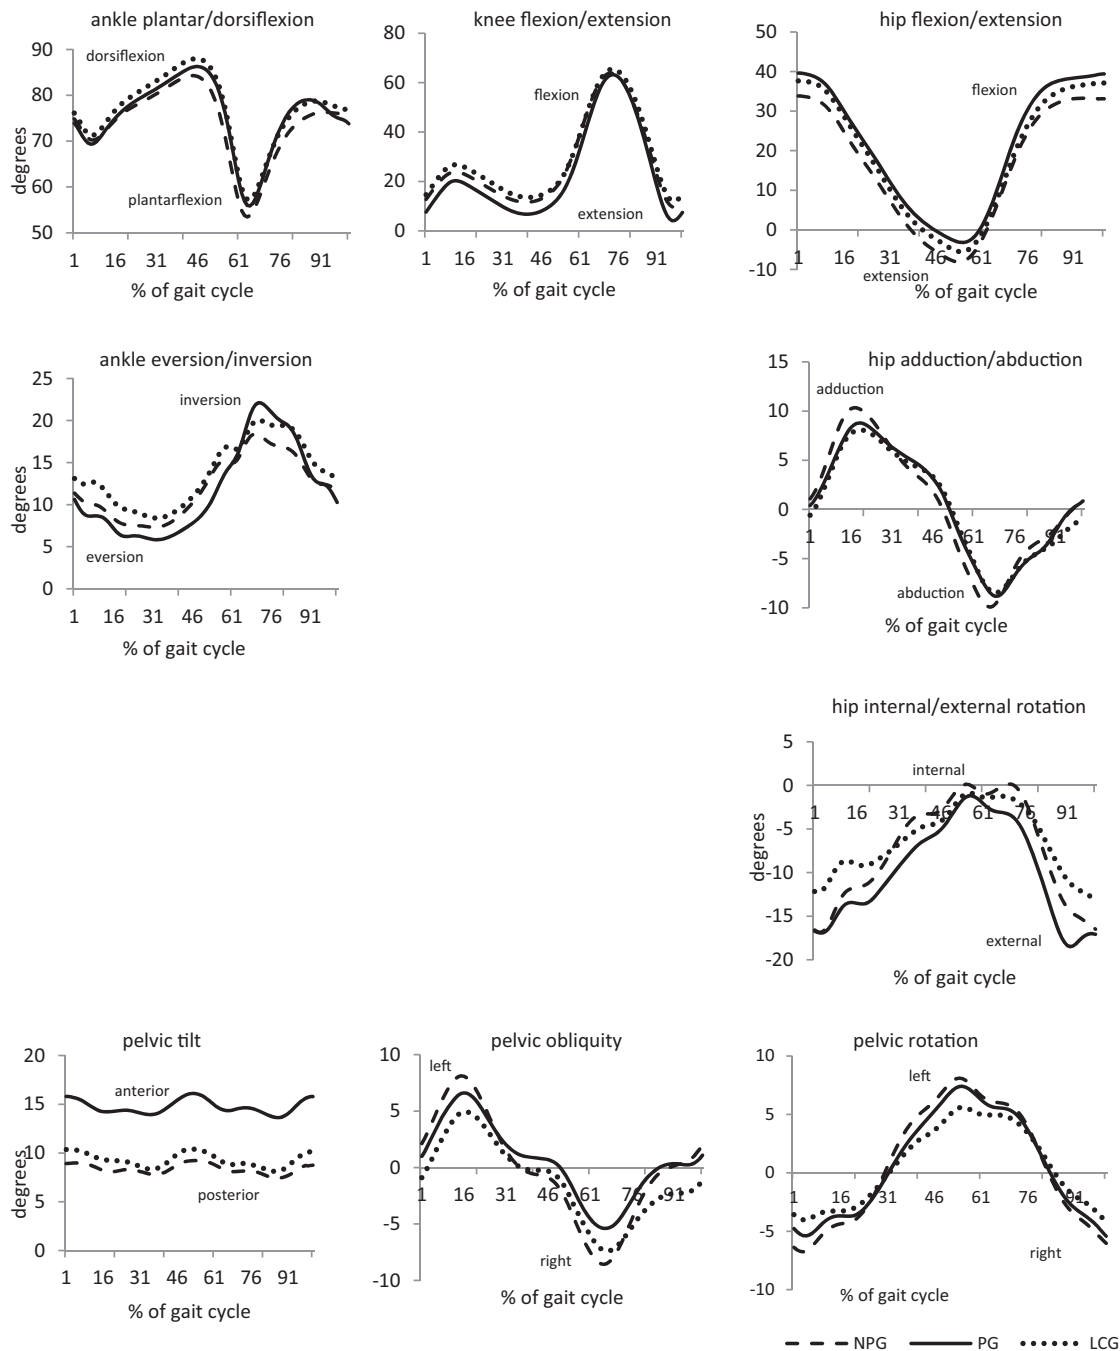 ankle plantar/dorsiflexion
90
80
70
60
50
degrees
dorsiflexion
plantarflexion
1 16 31 46 61 76 91
% of gait cycle
knee flexion/extension
80
60
40
20
0
flexion
extension
1 16 31 46 61 76 91
% of gait cycle
hip flexion/extension
50
40
30
20
10
0
-10
flexion
extension
1 16 31 46 61 76 91
% of gait cycle
ankle eversion/inversion
25
20
15
10
5
0
degrees
inversion
eversion
1 16 31 46 61 76 91
% of gait cycle
hip adduction/abduction
15
10
5
0
-5
-10
adduction
abduction
1 16 31 46 61 76 91
% of gait cycle
hip internal/external rotation
5
0
-5
-10
-15
-20
degrees
internal
external
1 16 31 46 61 76 91
% of gait cycle
pelvic tilt
20
15
10
5
0
degrees
anterior
posterior
1 16 31 46 61 76 91
% of gait cycle
pelvic obliquity
10
5
0
-5
-10
left
right
1 16 31 46 61 76 91
% of gait cycle
pelvic rotation
10
5
0
-5
-10
left
right
1 16 31 46 61 76 91
% of gait cycle
NPG PG LCG